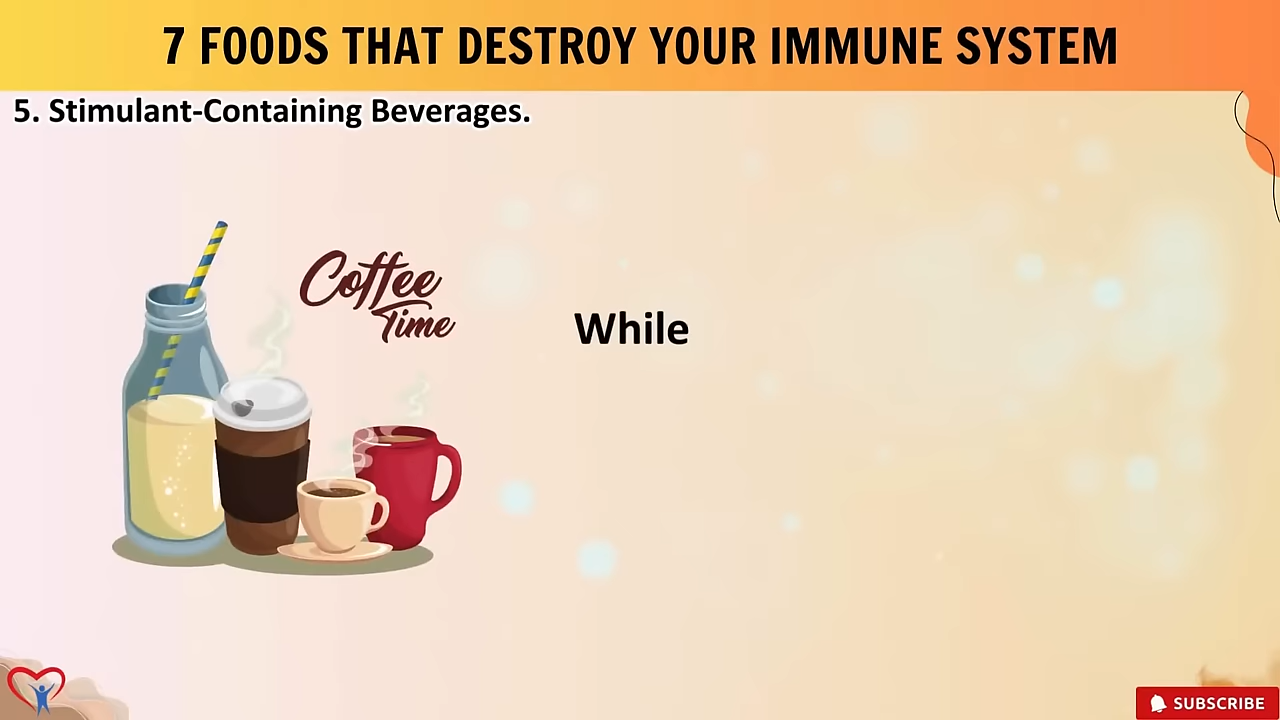 7 FOODS THAT DESTROY YOUR IMMUNE SYSTEM
5. Stimulant-Containing Beverages.
Coffee
Time
While
SUBSCRIBE